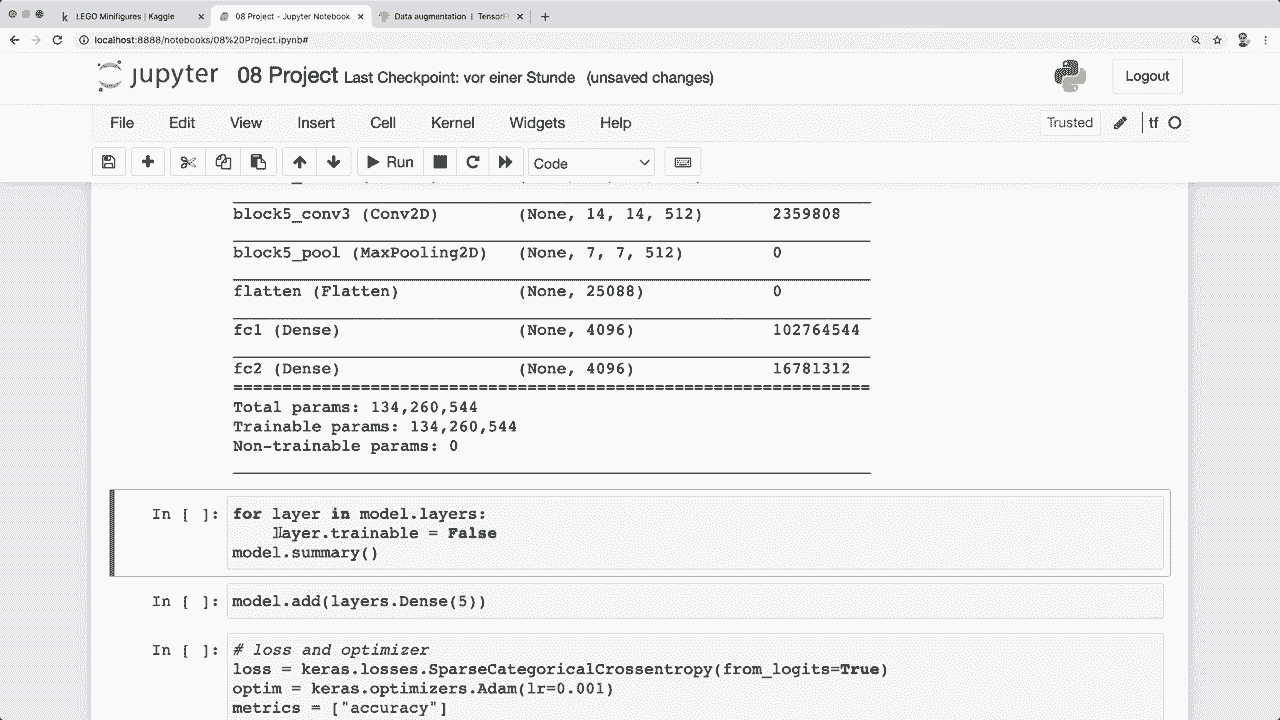 LEGO Minifigures | Kaggle
08 Project - Jupyter Notebook
Data augmentation | TensorFl
localhost:8888/notebooks/08%20Project.ipynb#
jupyter 08 Project Last Checkpoint: vor einer Stunde (unsaved changes)
Logout
File Edit View Insert Cell Kernel Widgets Help
Trusted
tf
Run
Code
block5_conv3 (Conv2D) (None, 14, 14, 512) 2359808
block5_pool (MaxPooling2D) (None, 7, 7, 512) 0
flatten (Flatten) (None, 25088) 0
fc1 (Dense) (None, 4096) 102764544
fc2 (Dense) (None, 4096) 16781312
=================================================================
Total params: 134,260,544
Trainable params: 134,260,544
Non-trainable params: 0
In [ ]: for layer in model.layers:
layer.trainable = False
model.summary()
In [ ]: model.add(layers.Dense(5))
In [ ]: # loss and optimizer
loss = keras.losses.SparseCategoricalCrossentropy(from_logits=True)
optim = keras.optimizers.Adam(lr=0.001)
metrics = ["accuracy"]